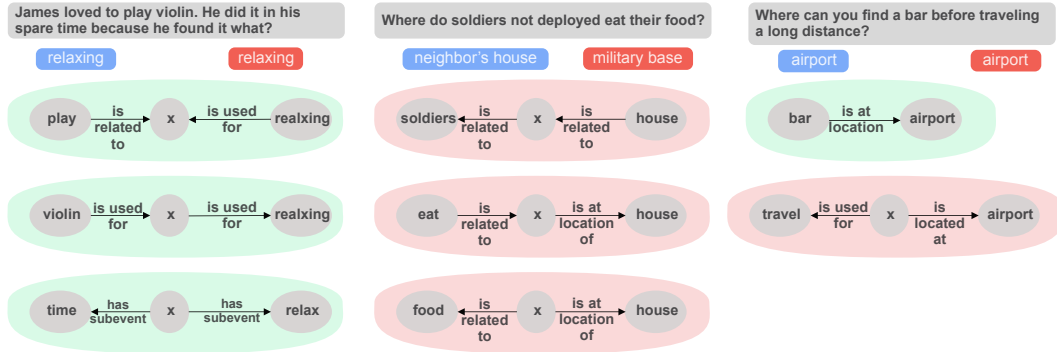 James loved to play violin. He did it in his
spare time because he found it what?
relaxing
relaxing
play
is
related
to
x
is used
for
realxing
violin
is used
for
x
is used
for
realxing
time
has
subevent
x
has
subevent
relax
Where do soldiers not deployed eat their food?
neighbor's house
military base
soldiers
is
related
to
x
is
related
to
house
eat
is
related
to
x
is at
location
of
house
food
is
related
to
x
is at
location
of
house
Where can you find a bar before traveling
a long distance?
airport
airport
bar
is at
location
airport
travel
is used
for
x
is
located
at
airport